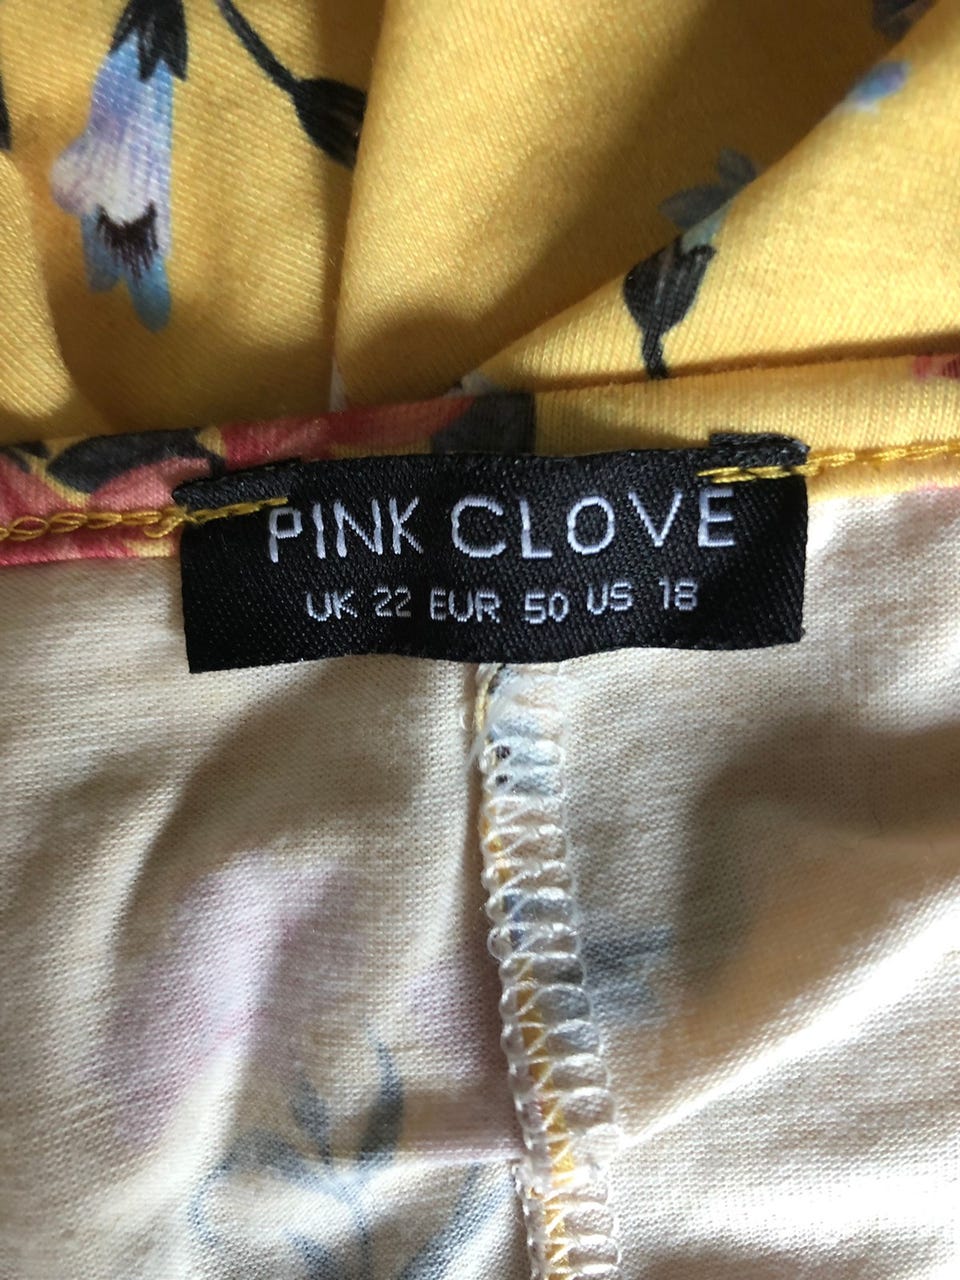 PINK CLOVE
UK 22 EUR 50 US 18